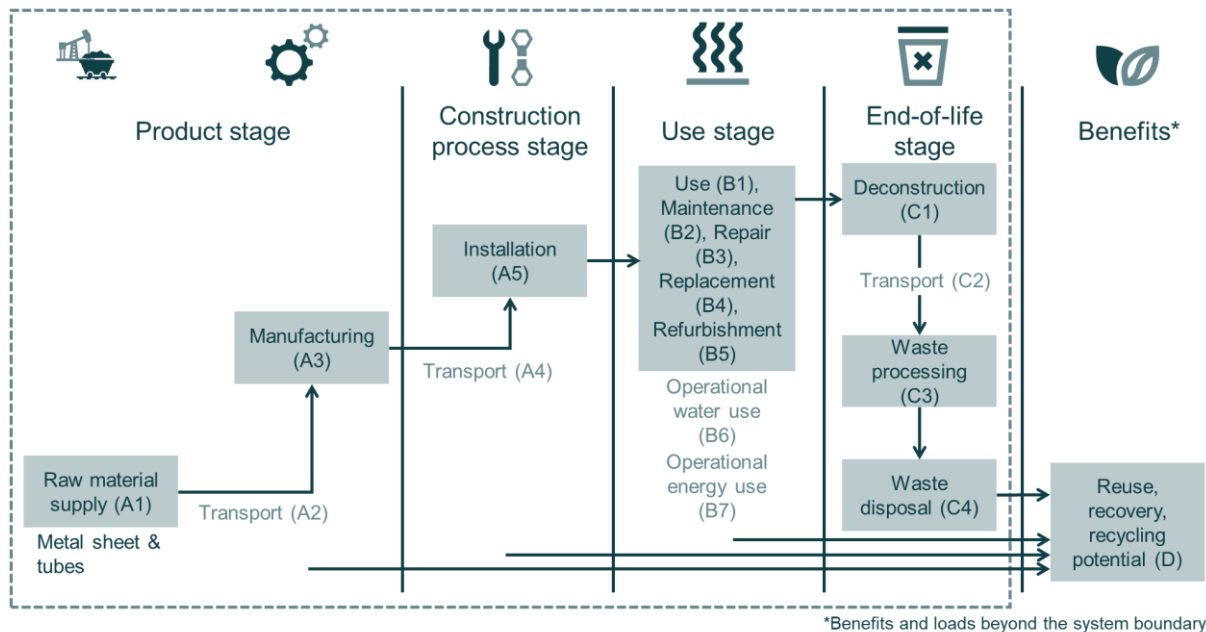 Product stage
Construction
process stage
Use stage
End-of-life
stage
Benefits*
Raw material
supply (A1)
Metal sheet &
tubes
Transport (A2)
Manufacturing
(A3)
Transport (A4)
Installation
(A5)
Use (B1),
Maintenance
(B2), Repair
(B3),
Replacement
(B4),
Refurbishment
(B5)
Operational
water use
(B6)
Operational
energy use
(B7)
Deconstruction
(C1)
Transport (C2)
Waste
processing
(C3)
Waste
disposal (C4)
Reuse,
recovery,
recycling
potential (D)
*Benefits and loads beyond the system boundary